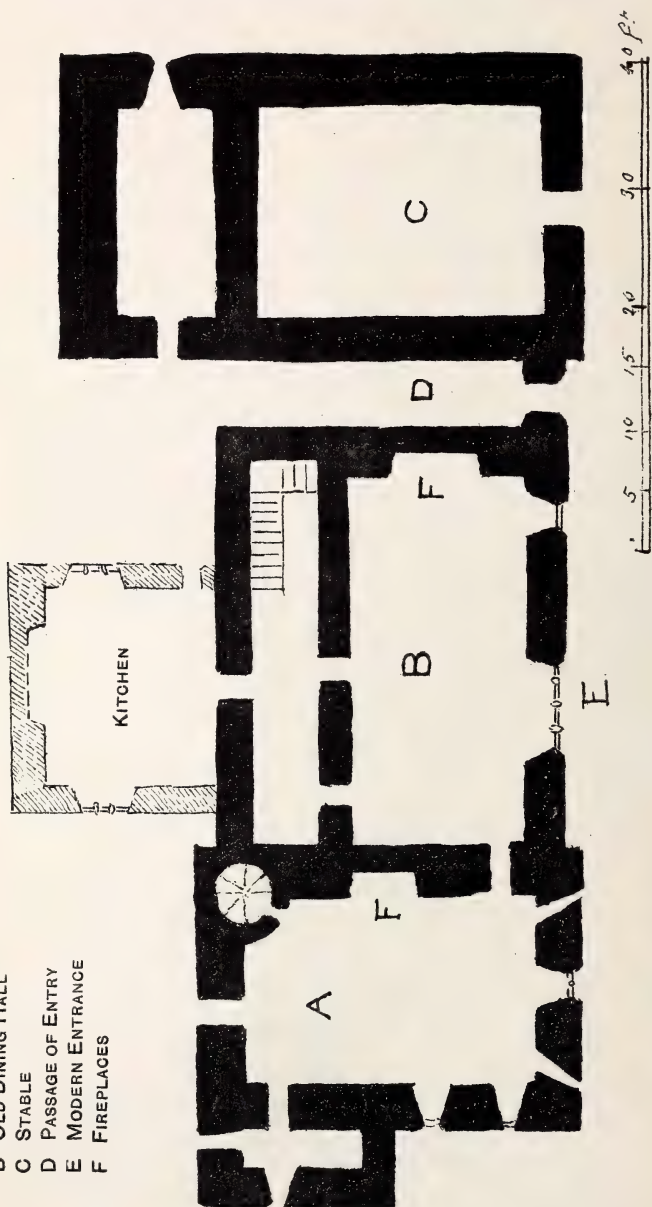 B OLD DINING HALL
C STABLE
D PASSAGE OF ENTRY
E MODERN ENTRANCE
F FIREPLACES
KITCHEN
A
F
B
F
D
C
E
5 10 15 20 30 40 ft